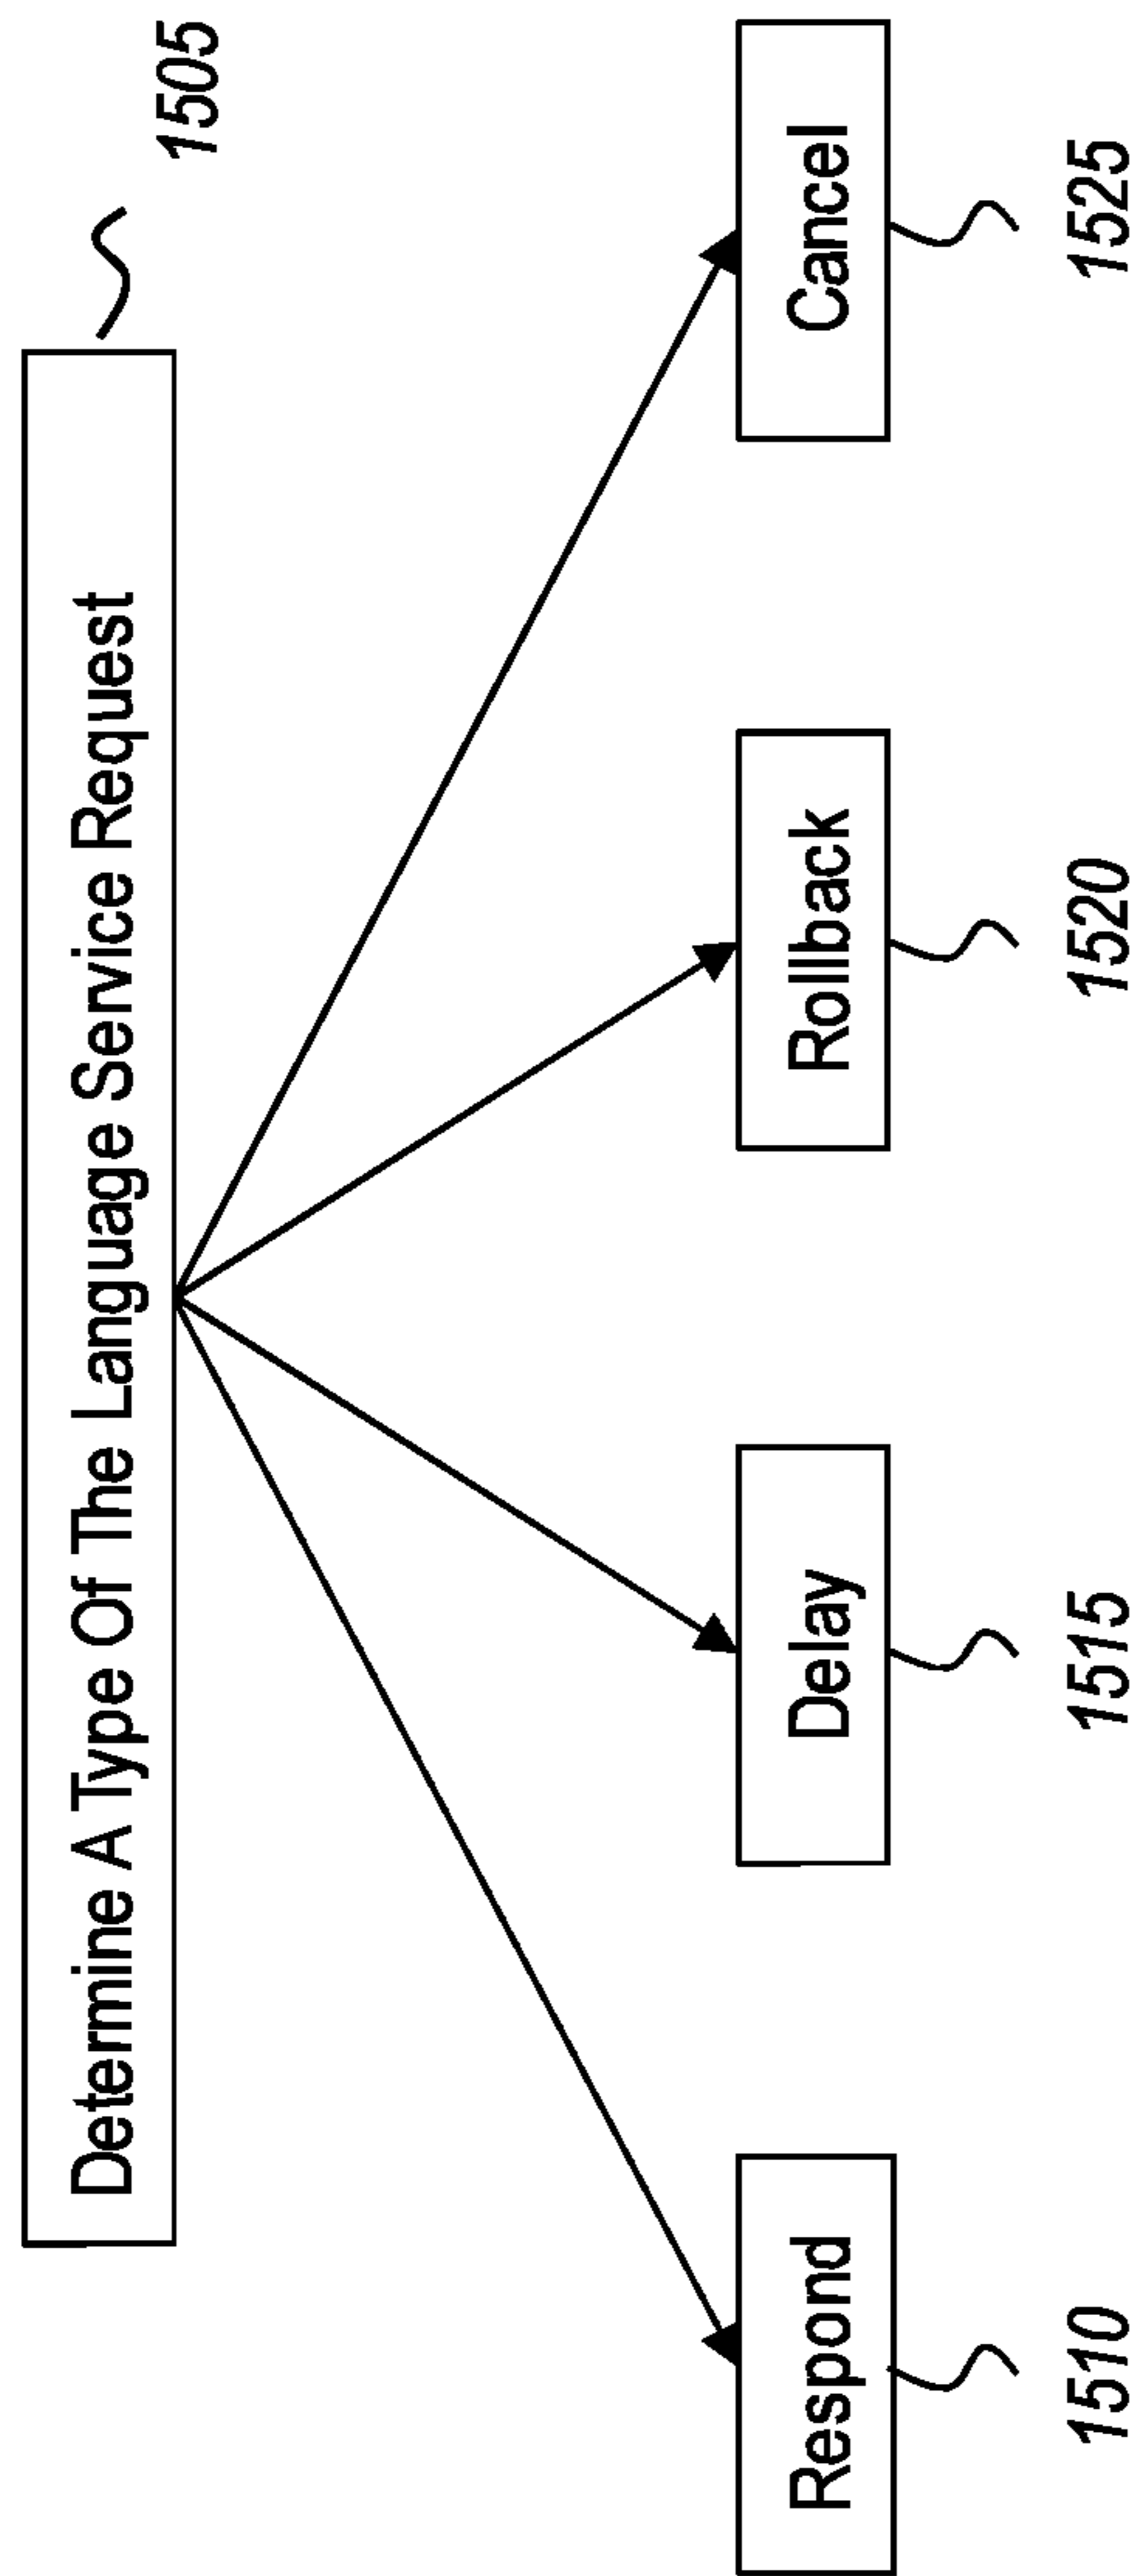 Determine A Type Of The Language Service Request
1505
Respond
Delay
Rollback
Cancel
1510
1515
1520
1525